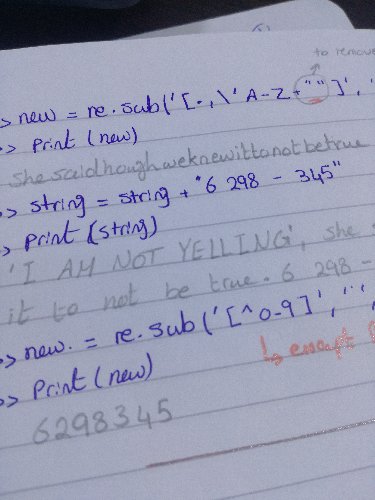 to remove
> new = re.sub('[.,\'A-Z+""]', '
>> Print (new)
shesaidhoughweknewittonotbetrue
>> string = string + "6 298 - 345"
>> print (string)
'I AM NOT YELLING', she
it to not be true. 6 298 -
>> new. = re.sub('[^0-9]', '',
↳ except
>> Print (new)
6298345